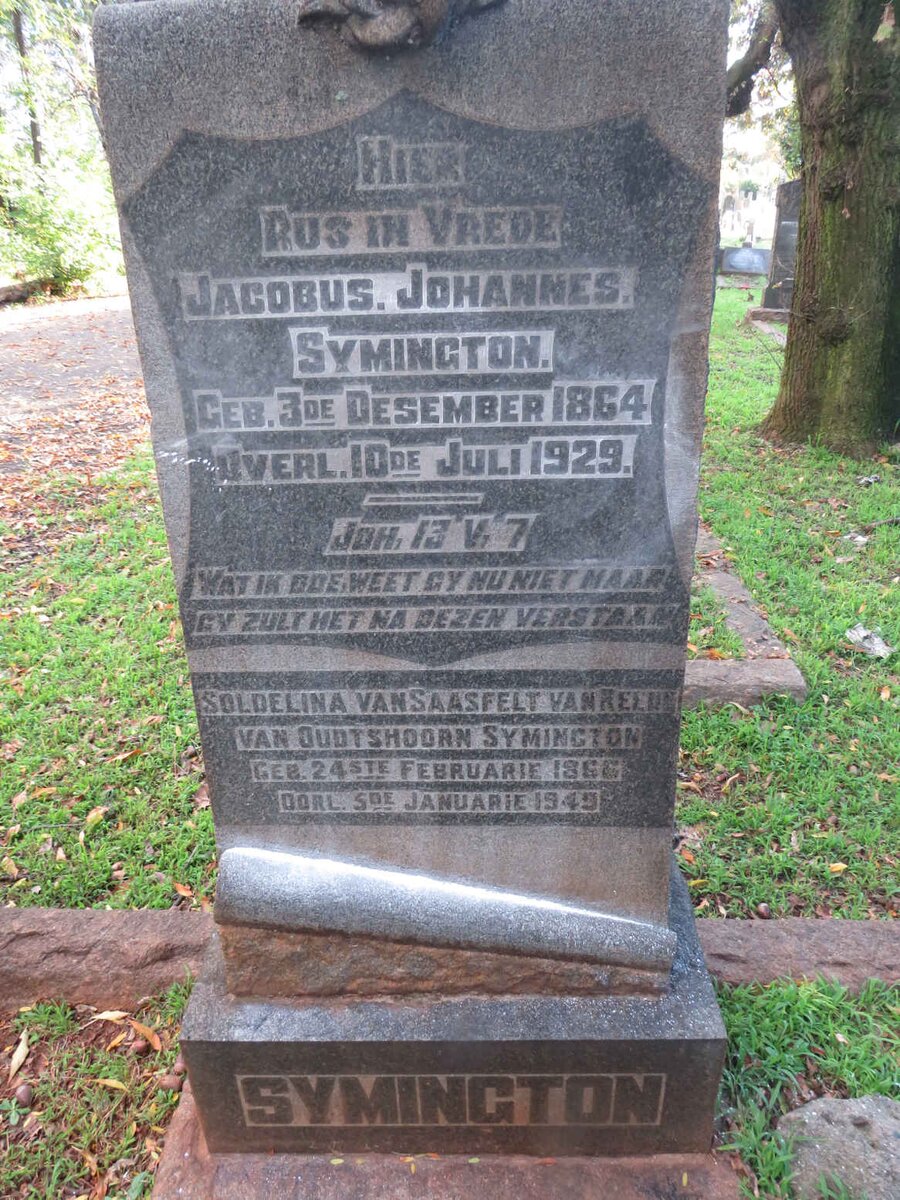 HIER
RUS IN VREDE
JACOBUS. JOHANNES.
SYMINGTON.
GEB. 3DE DESEMBER 1864
OVERL. 10DE JULI 1929.
JOH. 13 V. 7
WAT IK DOE, WEET GY NU NIET MAAR
GY ZULT HET NA DEZEN VERSTAAN
SOLDELINA VAN SAASFELT VAN REEDE
VAN OUDTSHOORN SYMINGTON
GEB. 24STE FEBRUARIE 1866
OORL. 5DE JANUARIE 1949
SYMINGTON